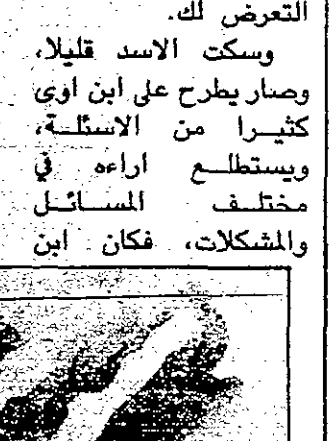 التعرض لك.
وسكت الاسد قليلا،
وصار يطرح على ابن اوى
كثيرا من الاسئلة،
ويستطلع اراءه في
مختلف المسائل
والمشكلات، فكان ابن